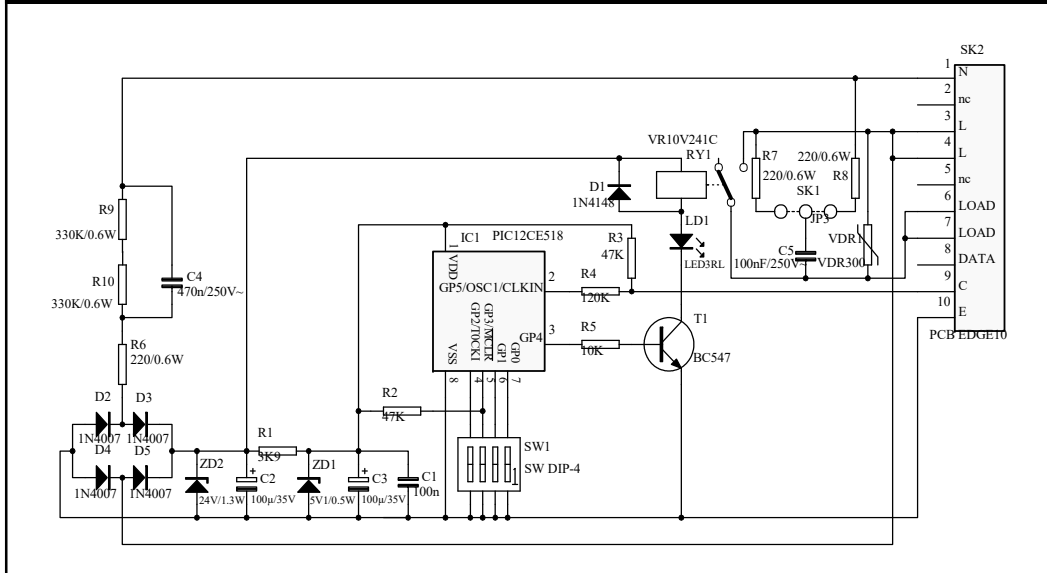 SK2
1 N
2 nc
3 L
4 L
5 nc
6 LOAD
7 LOAD
8 DATA
9 C
10 E
PCB EDGE10
VR10V241C
RY1
R7
220/0.6W
220/0.6W
R8
SK1
JP3
C5
100nF/250V~
VDR1
VDR300
D1
1N4148
LD1
LED3RL
R3
47K
IC1
PIC12CE518
1
VDD
GP5/OSC1/CLKIN
2
GP4
3
VSS
GP2/T0CKI
GP3/MCLR
GP1
GP0
8
4
5
6
7
R4
120K
R5
10K
T1
BC547
R9
330K/0.6W
R10
330K/0.6W
C4
470n/250V~
R6
220/0.6W
D2
1N4007
D3
1N4007
D4
1N4007
D5
1N4007
R2
47K
R1
3K9
ZD2
24V/1.3W
+
C2
100µ/35V
ZD1
5V1/0.5W
+
C3
100µ/35V
C1
100n
SW1
SW DIP-4
1